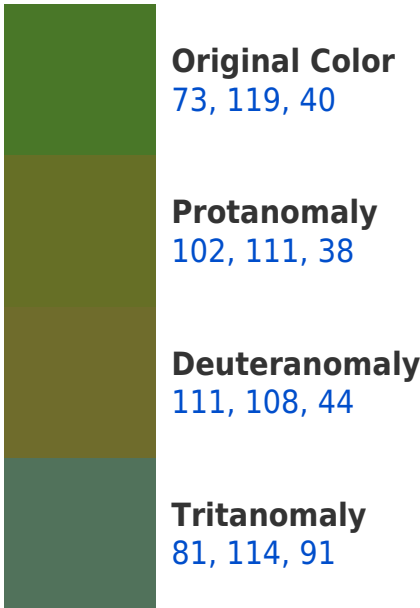 Original Color
73, 119, 40
Protanomaly
102, 111, 38
Deuteranomaly
111, 108, 44
Tritanomaly
81, 114, 91